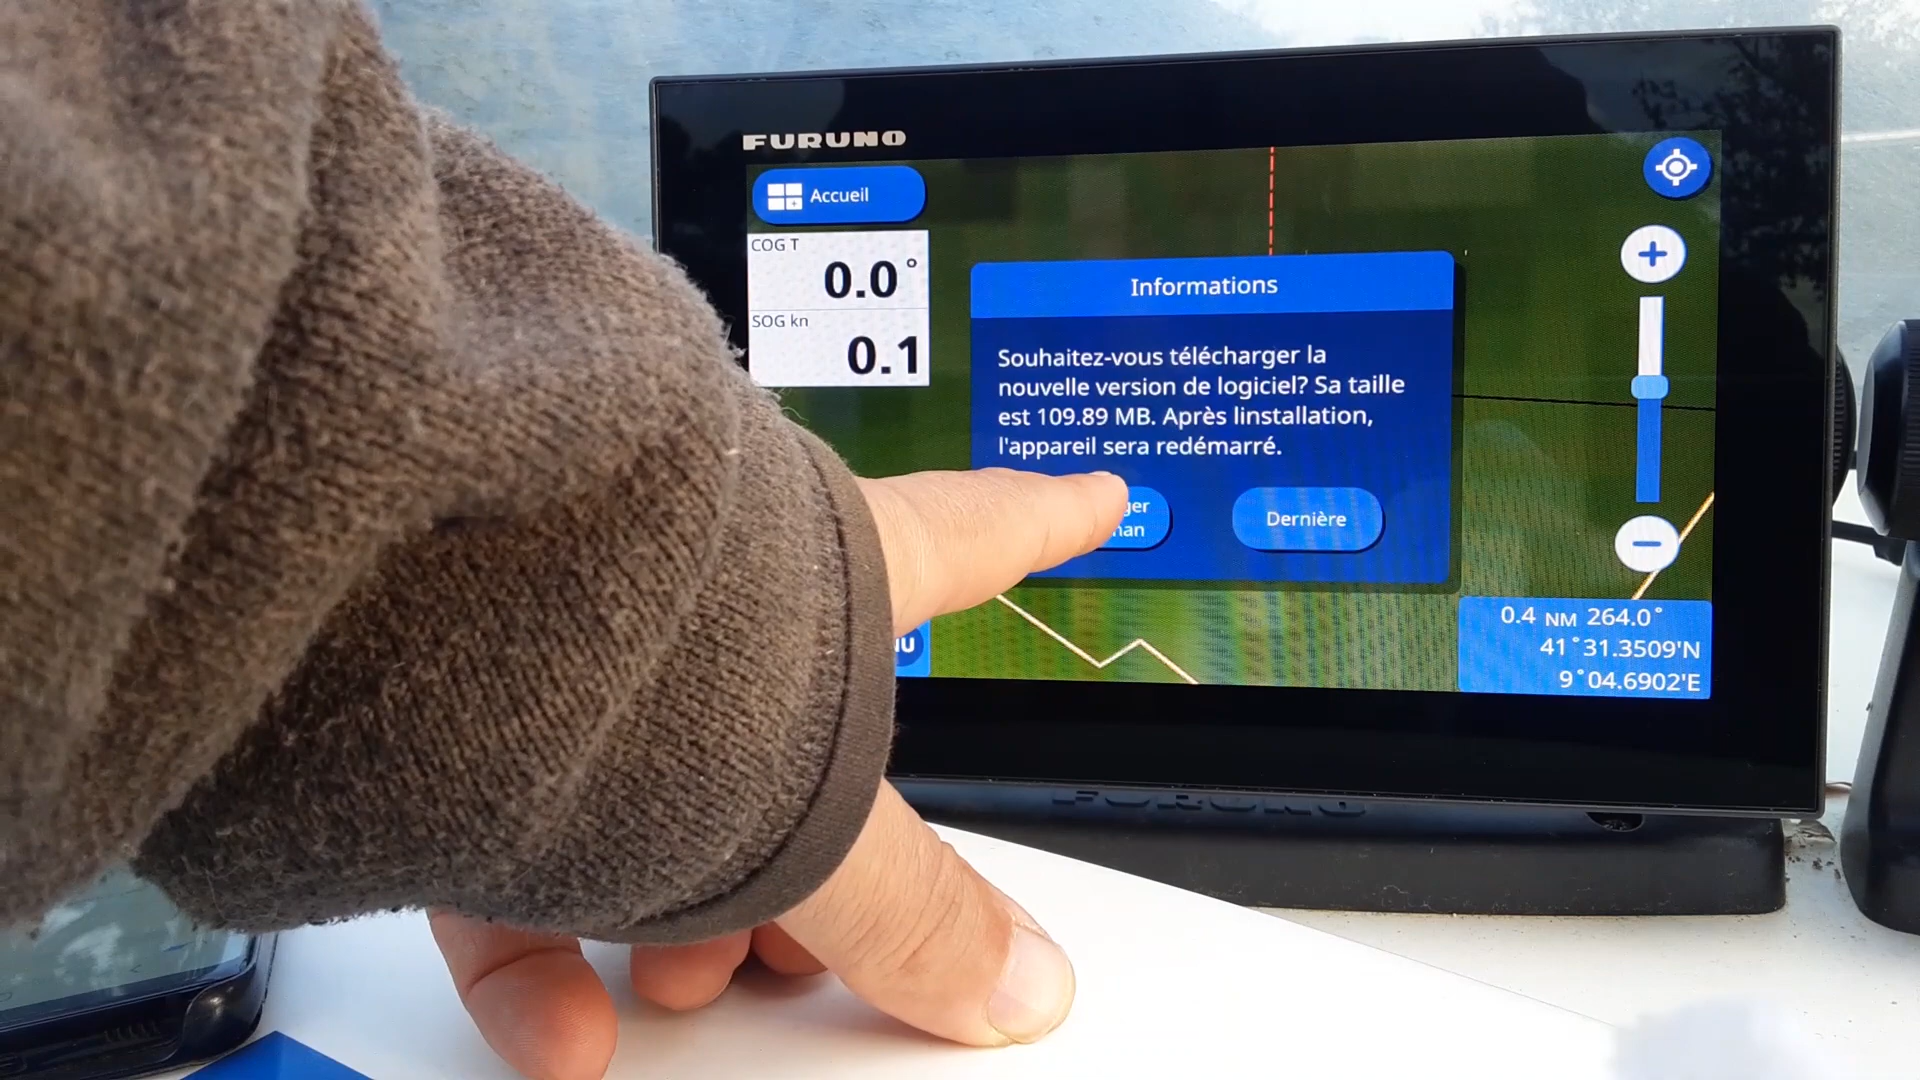 FURUNO
Accueil
COG T
0.0°
SOG kn
0.1
Informations
Souhaitez-vous télécharger la
nouvelle version de logiciel? Sa taille
est 109.89 MB. Après linstallation,
l'appareil sera redémarré.
Dernière
0.4 NM 264.0°
41°31.3509'N
9°04.6902'E
FURUNO